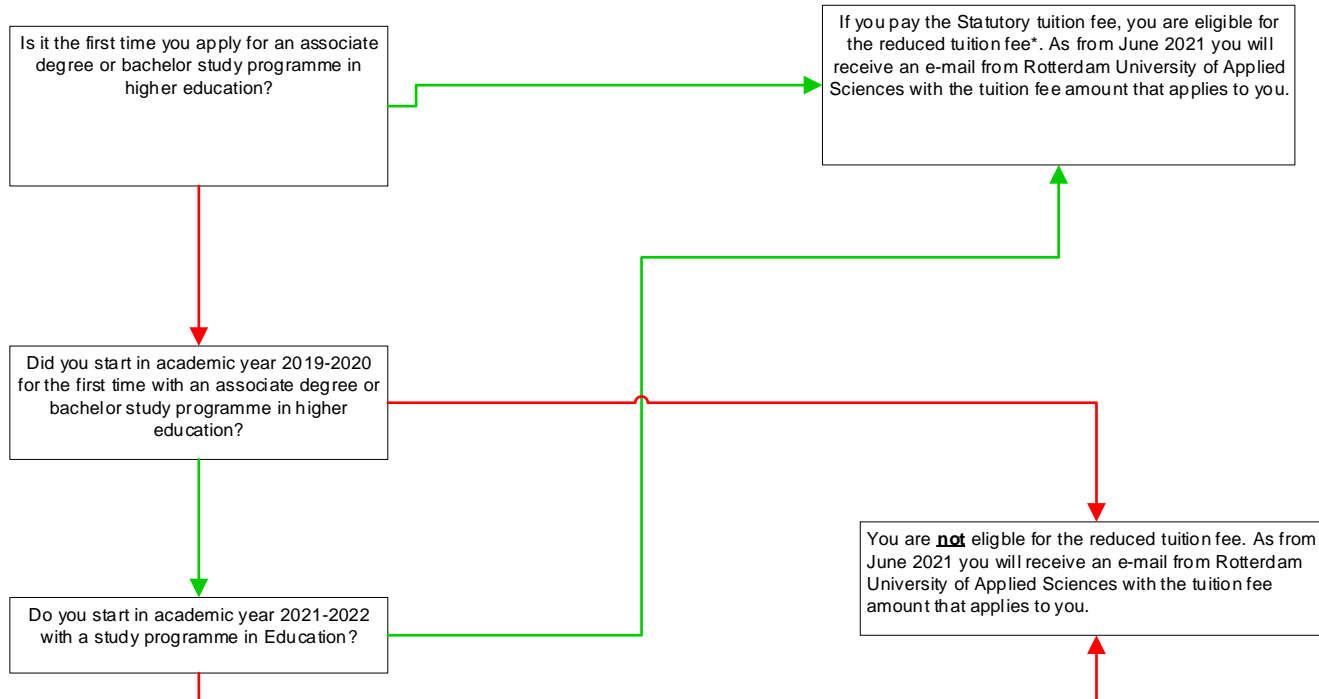 Is it the first time you apply for an associate
degree or bachelor study programme in
higher education?
If you pay the Statutory tuition fee, you are eligible for
the reduced tuition fee*. As from June 2021 you will
receive an e-mail from Rotterdam University of Applied
Sciences with the tuition fee amount that applies to you.
Did you start in academic year 2019-2020
for the first time with an associate degree or
bachelor study programme in higher
education?
You are not eligble for the reduced tuition fee. As from
June 2021 you will receive an e-mail from Rotterdam
University of Applied Sciences with the tuition fee
amount that applies to you.
Do you start in academic year 2021-2022
with a study programme in Education?